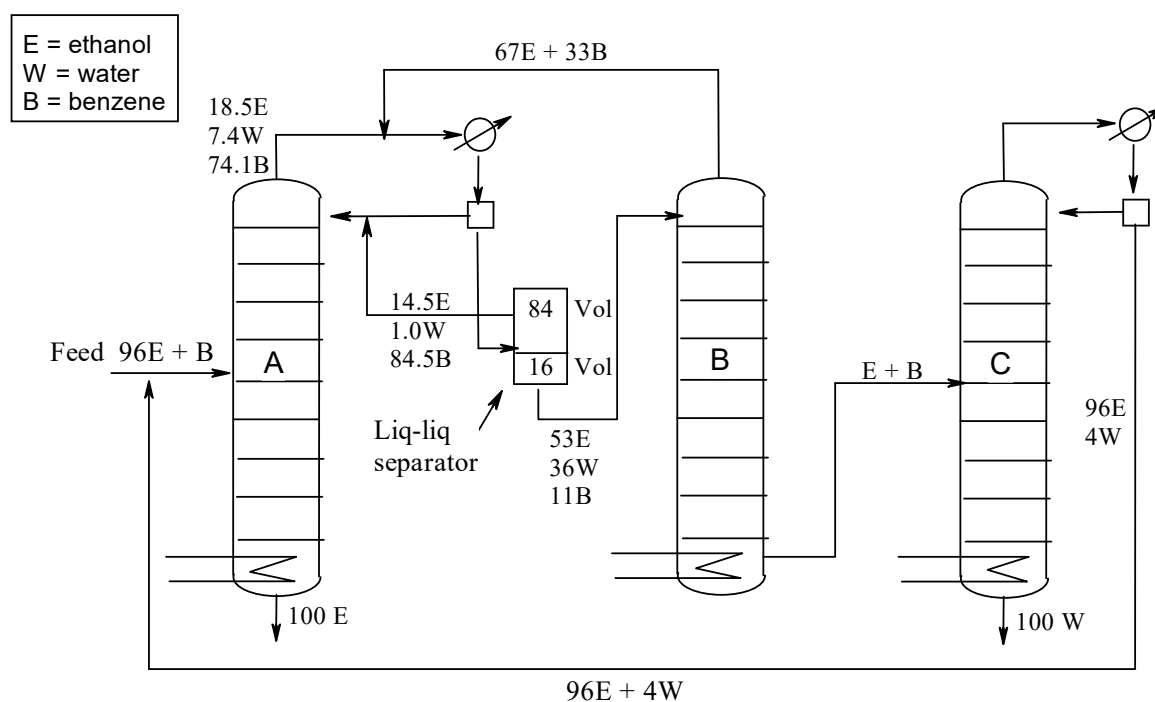 E = ethanol
W = water
B = benzene
67E + 33B
18.5E
7.4W
74.1B
14.5E
1.0W
84.5B
84 Vol
16 Vol
Feed 96E + B
A
B
C
E + B
Liq-liq
separator
53E
36W
11B
96E
4W
100 E
100 W
96E + 4W